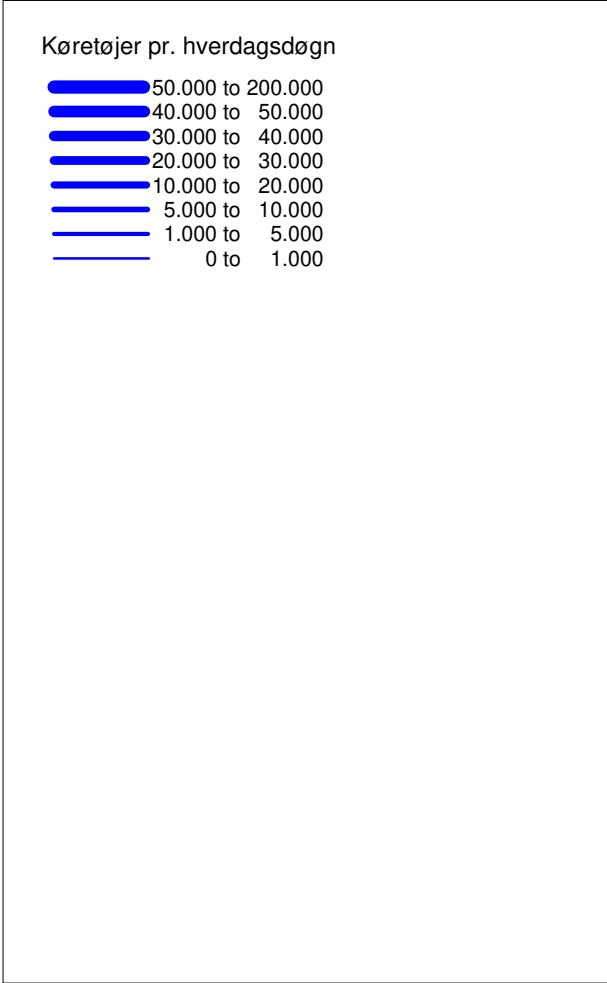 Køretøjer pr. hverdagsdøgn
50.000 to 200.000
40.000 to 50.000
30.000 to 40.000
20.000 to 30.000
10.000 to 20.000
5.000 to 10.000
1.000 to 5.000
0 to 1.000